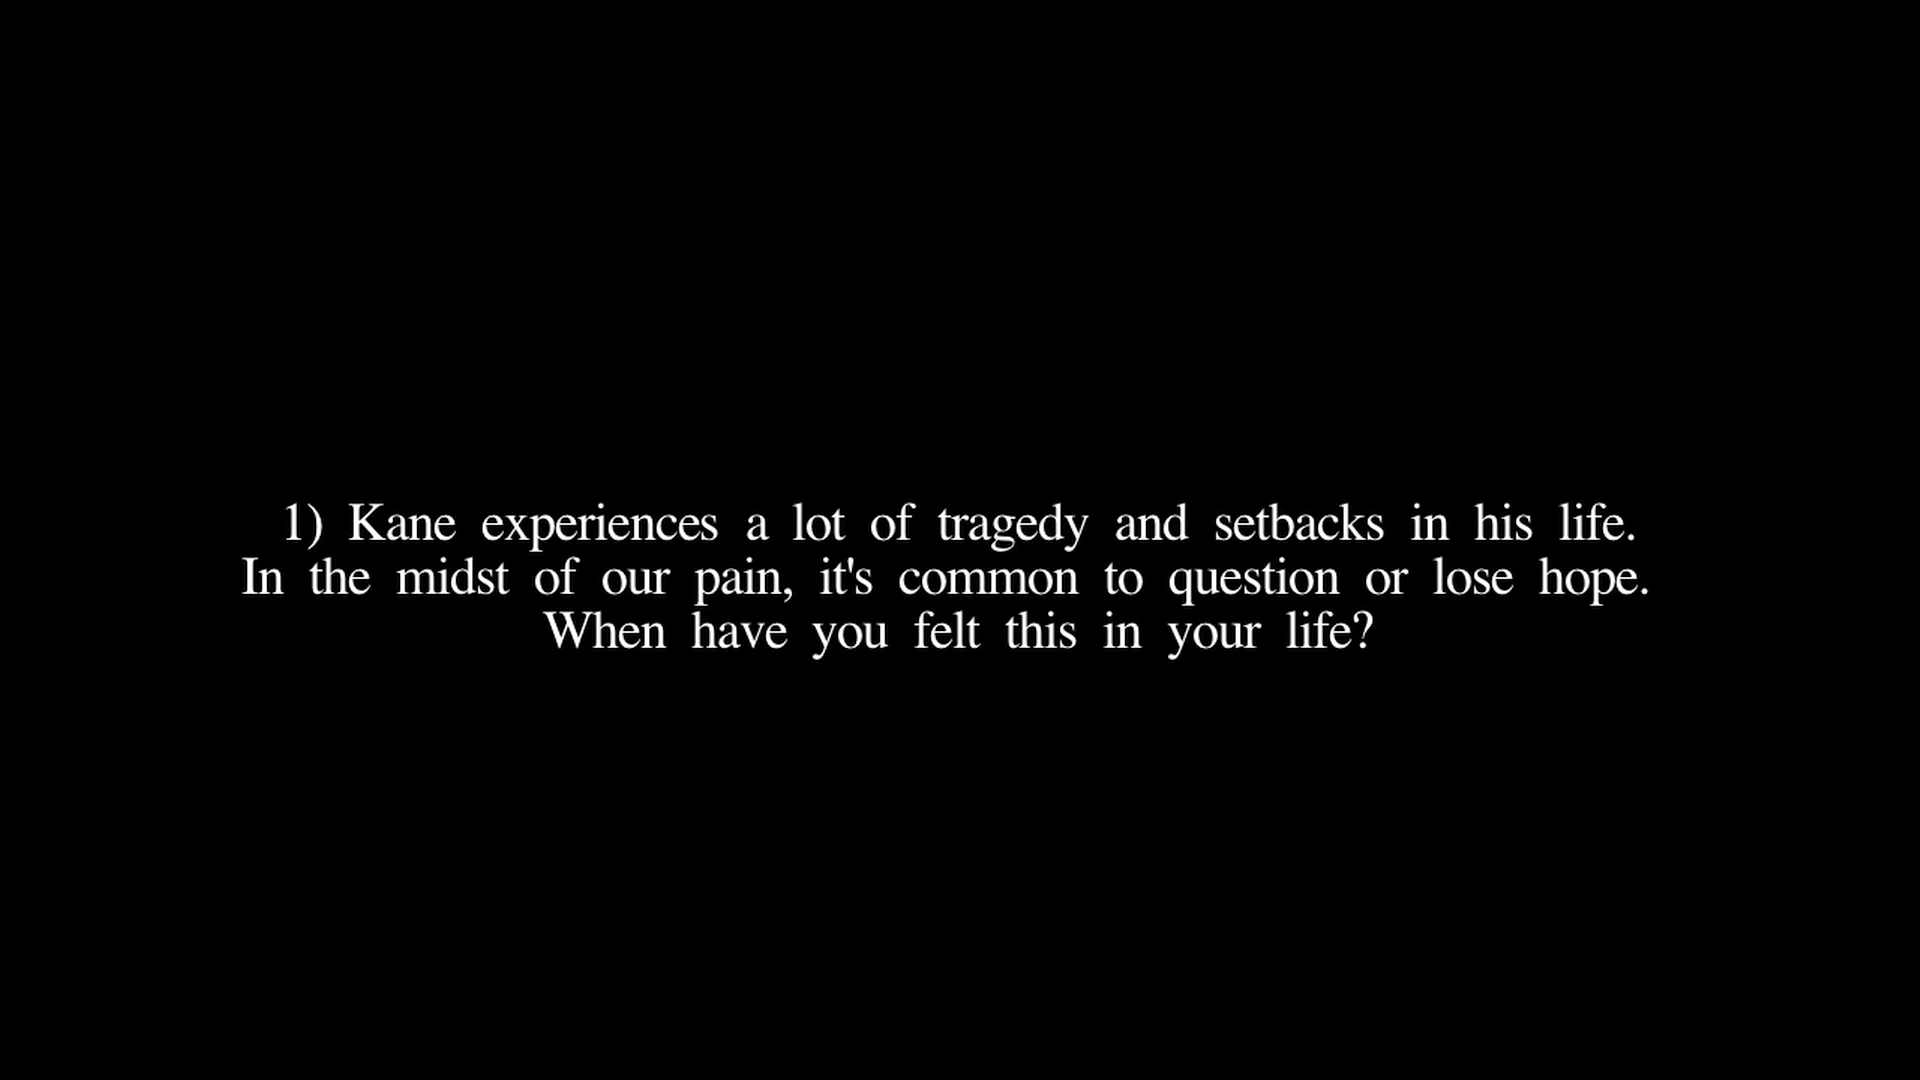 1) Kane experiences a lot of tragedy and setbacks in his life.
In the midst of our pain, it's common to question or lose hope.
When have you felt this in your life?